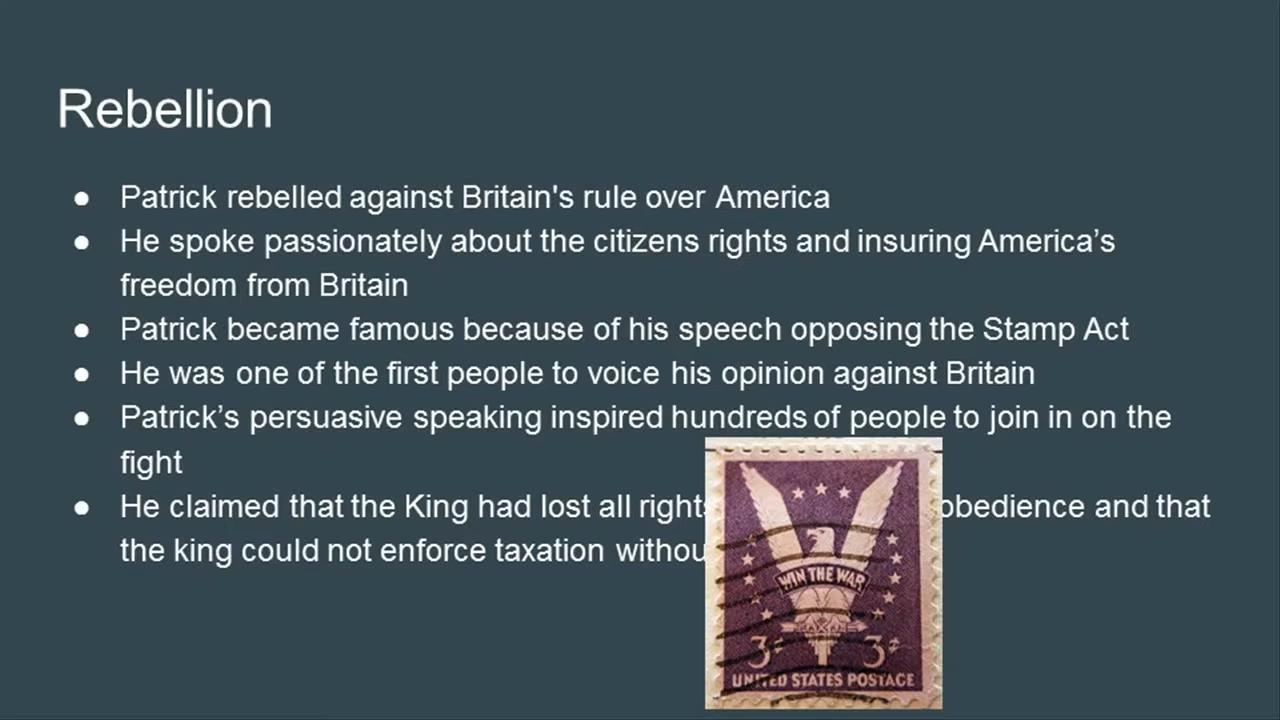 Rebellion
● Patrick rebelled against Britain's rule over America
● He spoke passionately about the citizens rights and insuring America’s
freedom from Britain
● Patrick became famous because of his speech opposing the Stamp Act
● He was one of the first people to voice his opinion against Britain
● Patrick’s persuasive speaking inspired hundreds of people to join in on the
fight
● He claimed that the King had lost all rights obedience and that
the king could not enforce taxation
WIN THE WAR
3¢ 3¢
UNITED STATES POSTAGE